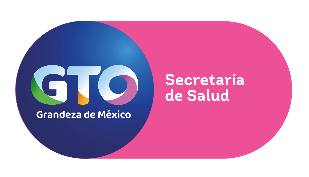 GTO
Grandeza de México
Secretaría
de Salud